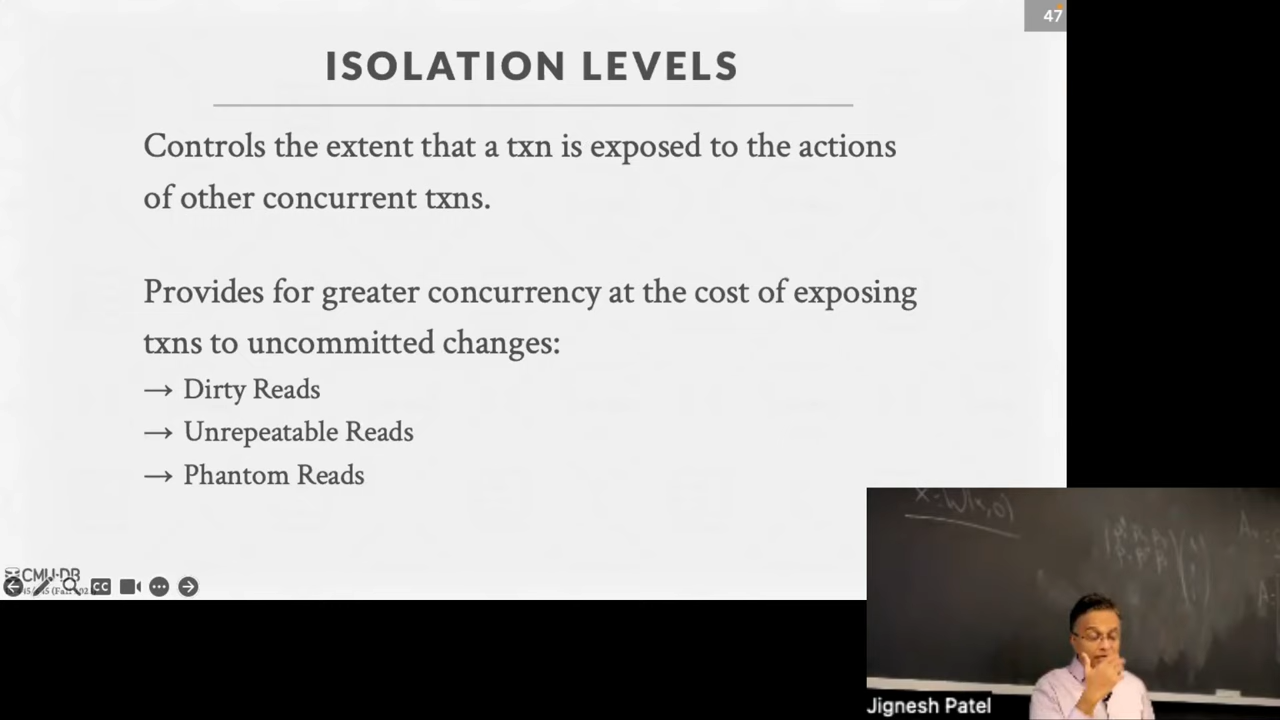 47
ISOLATION LEVELS
Controls the extent that a txn is exposed to the actions
of other concurrent txns.
Provides for greater concurrency at the cost of exposing
txns to uncommitted changes:
→ Dirty Reads
→ Unrepeatable Reads
→ Phantom Reads
CMU·DB
CC
Jignesh Patel